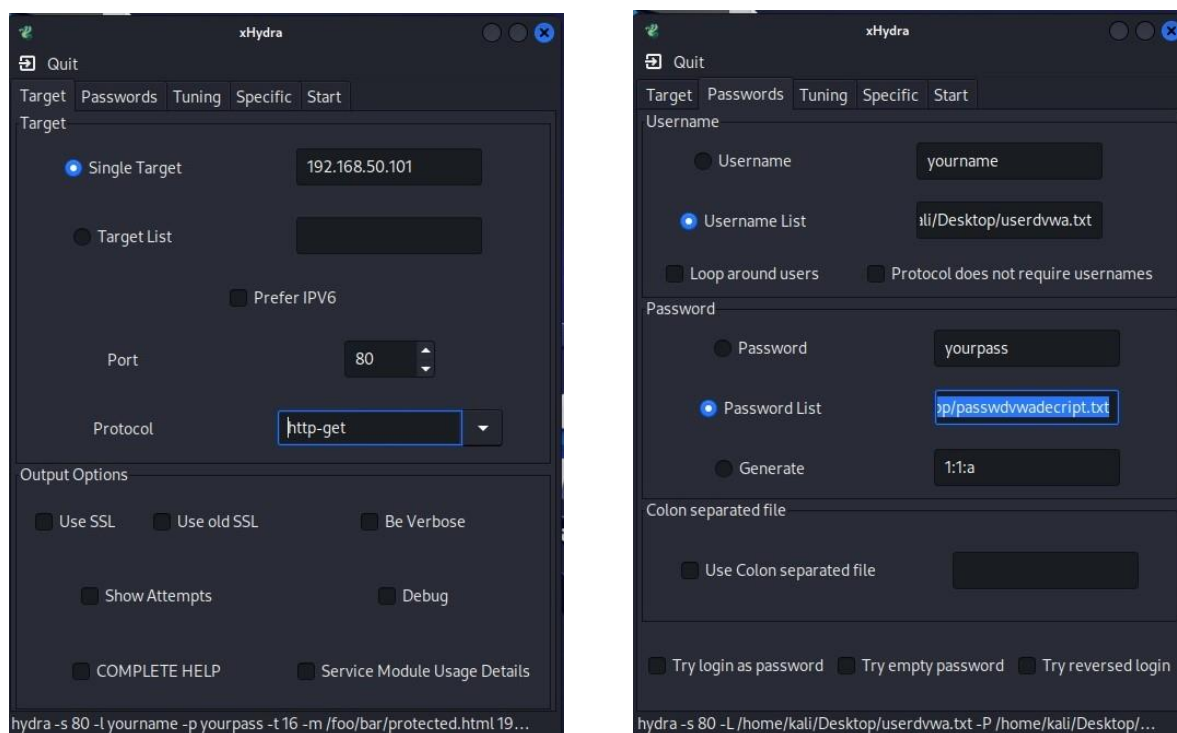 xHydra
Quit
Target Passwords Tuning Specific Start
Target
Single Target 192.168.50.101
Target List
Prefer IPV6
Port 80
Protocol http-get
Output Options
Use SSL Use old SSL Be Verbose
Show Attempts Debug
COMPLETE HELP Service Module Usage Details
hydra -s 80 -l yourname -p yourpass -t 16 -m /foo/bar/protected.html 19...
xHydra
Quit
Target Passwords Tuning Specific Start
Username
Username yourname
Username List ali/Desktop/userdvwa.txt
Loop around users Protocol does not require usernames
Password
Password yourpass
Password List op/passwdvwadecript.txt
Generate 1:1:a
Colon separated file
Use Colon separated file
Try login as password Try empty password Try reversed login
hydra -s 80 -L /home/kali/Desktop/userdvwa.txt -P /home/kali/Desktop/...